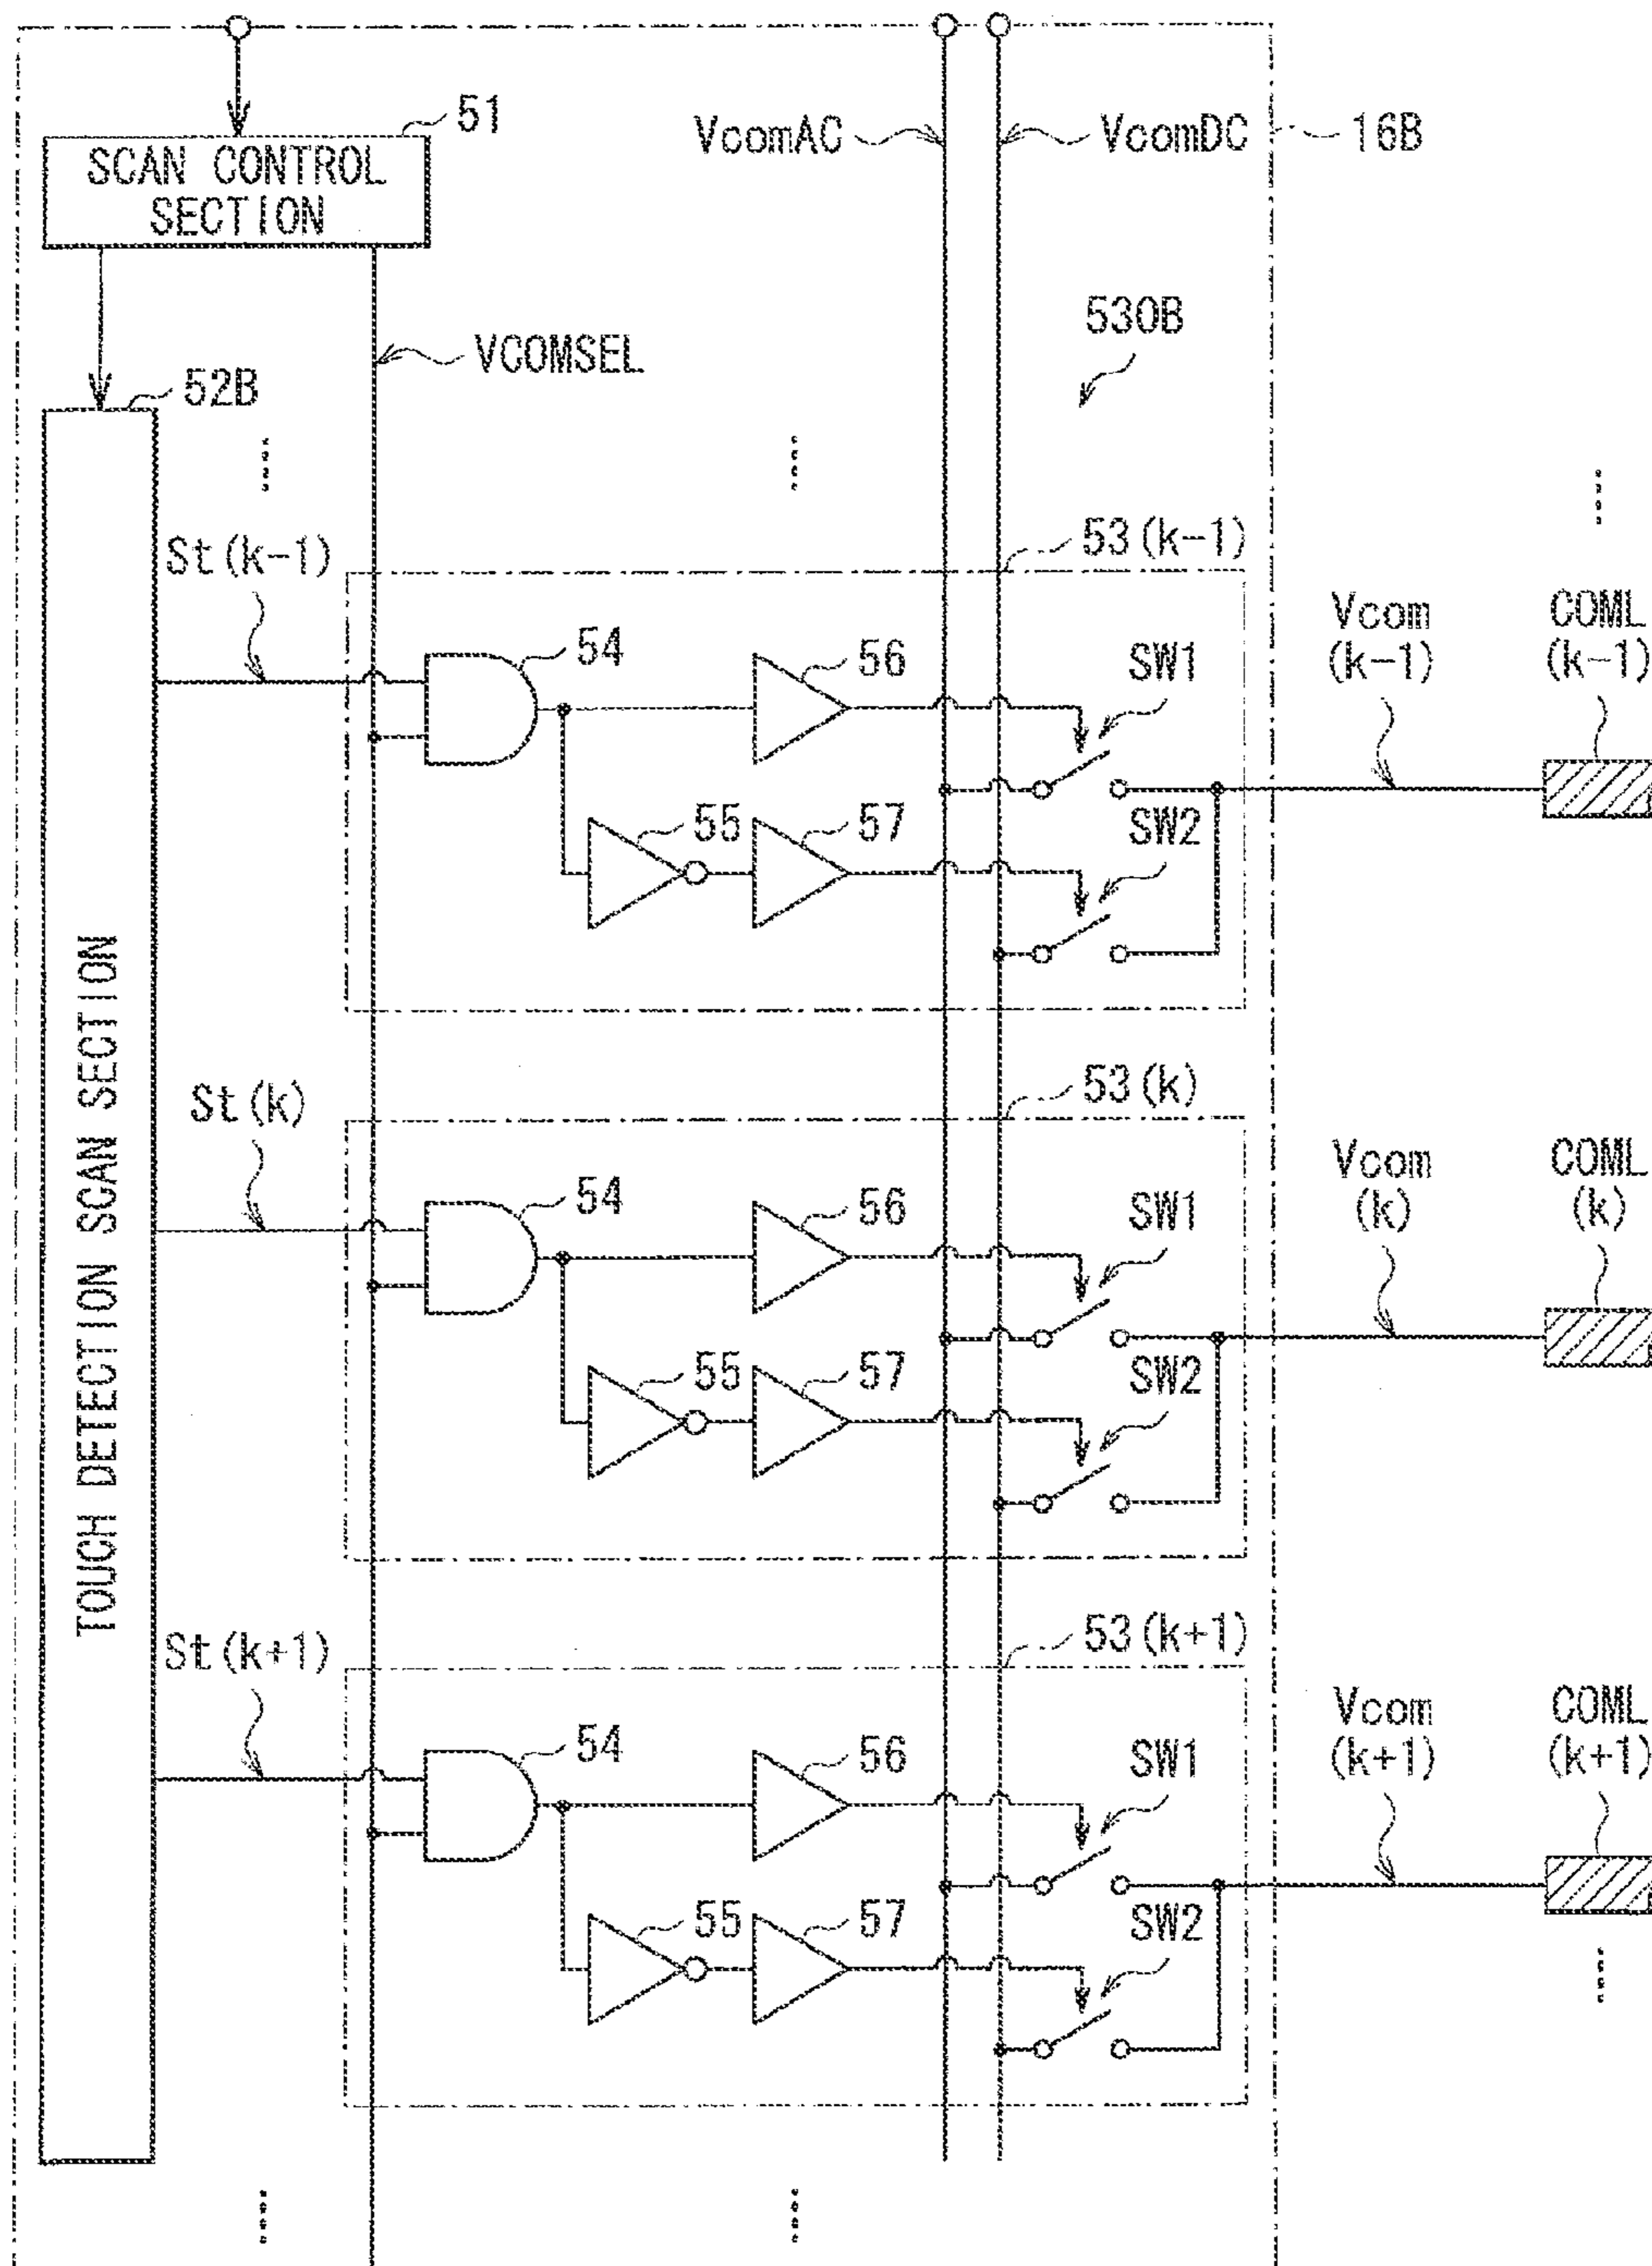 51
SCAN CONTROL
SECTION
VcomAC
VcomDC
16B
530B
VCOMSEL
52B
TOUCH DETECTION SCAN SECTION
St(k-1)
53(k-1)
54
56
SW1
55
57
SW2
Vcom
(k-1)
COML
(k-1)
St(k)
53(k)
54
56
SW1
55
57
SW2
Vcom
(k)
COML
(k)
St(k+1)
53(k+1)
54
56
SW1
55
57
SW2
Vcom
(k+1)
COML
(k+1)